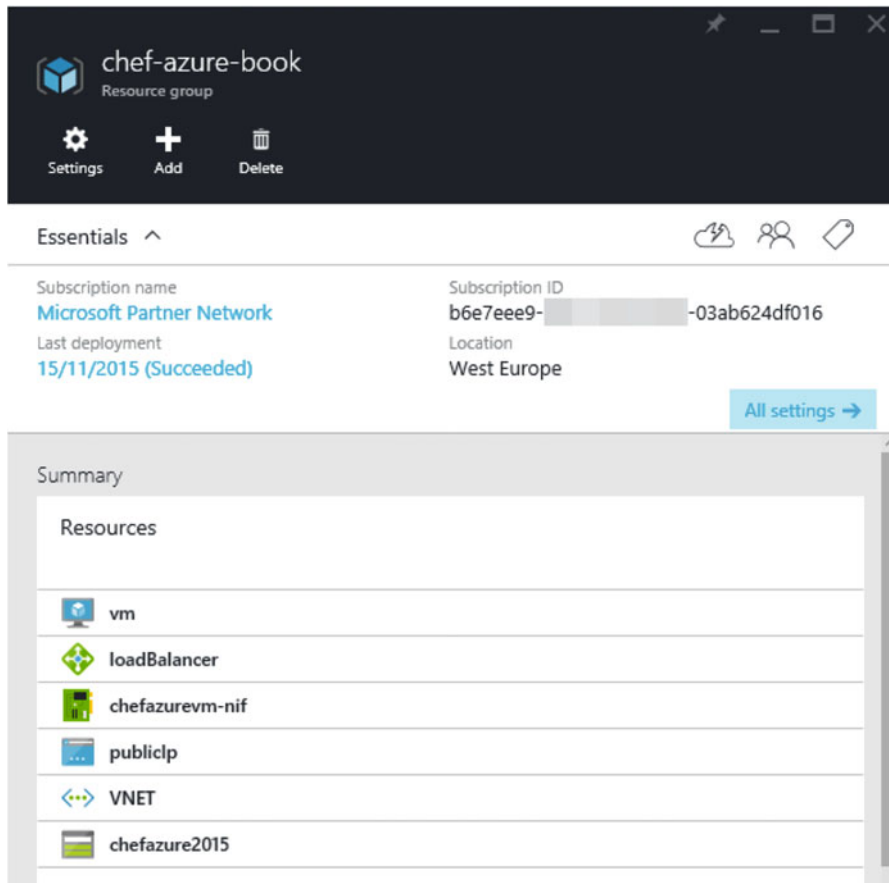 chef-azure-book
Resource group
Settings Add Delete
Essentials
Subscription name Subscription ID
Microsoft Partner Network b6e7eee9- -03ab624df016
Last deployment Location
15/11/2015 (Succeeded) West Europe
All settings →
Summary
Resources
vm
loadBalancer
chefazurevm-nif
publicIp
VNET
chefazure2015